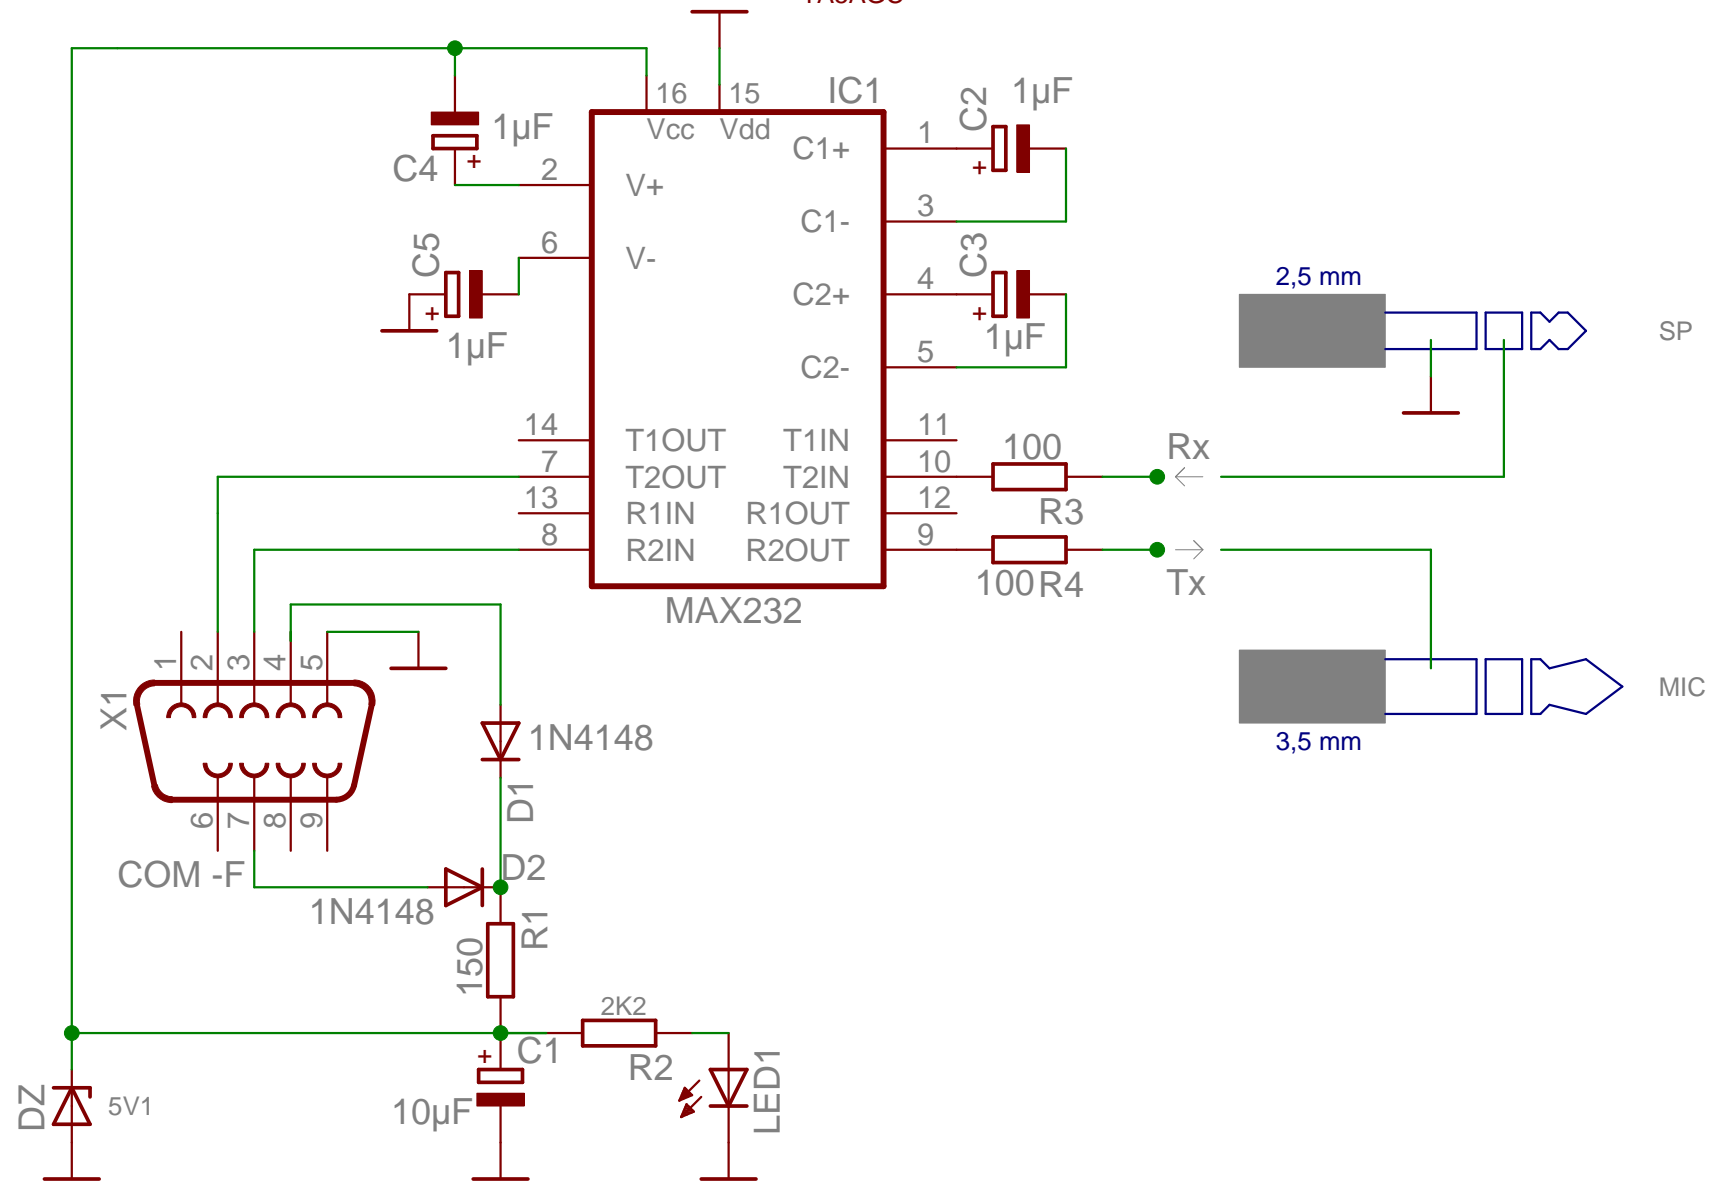 16
15
IC1
C2
1µF
Vcc
Vdd
1µF
C4
+
2
V+
C1+
1
+
C1-
3
C5
6
V-
+
1µF
C2+
4
C3
+
1µF
C2-
5
2,5 mm
SP
14
T1OUT
T1IN
11
7
T2OUT
T2IN
10
100
R3
Rx
13
R1IN
R1OUT
12
8
R2IN
R2OUT
9
100
R4
Tx
MAX232
X1
1
2
3
4
5
6
7
8
9
COM -F
1N4148
D1
D2
1N4148
R1
150
MIC
3,5 mm
2K2
R2
+
C1
10µF
LED1
DZ
5V1